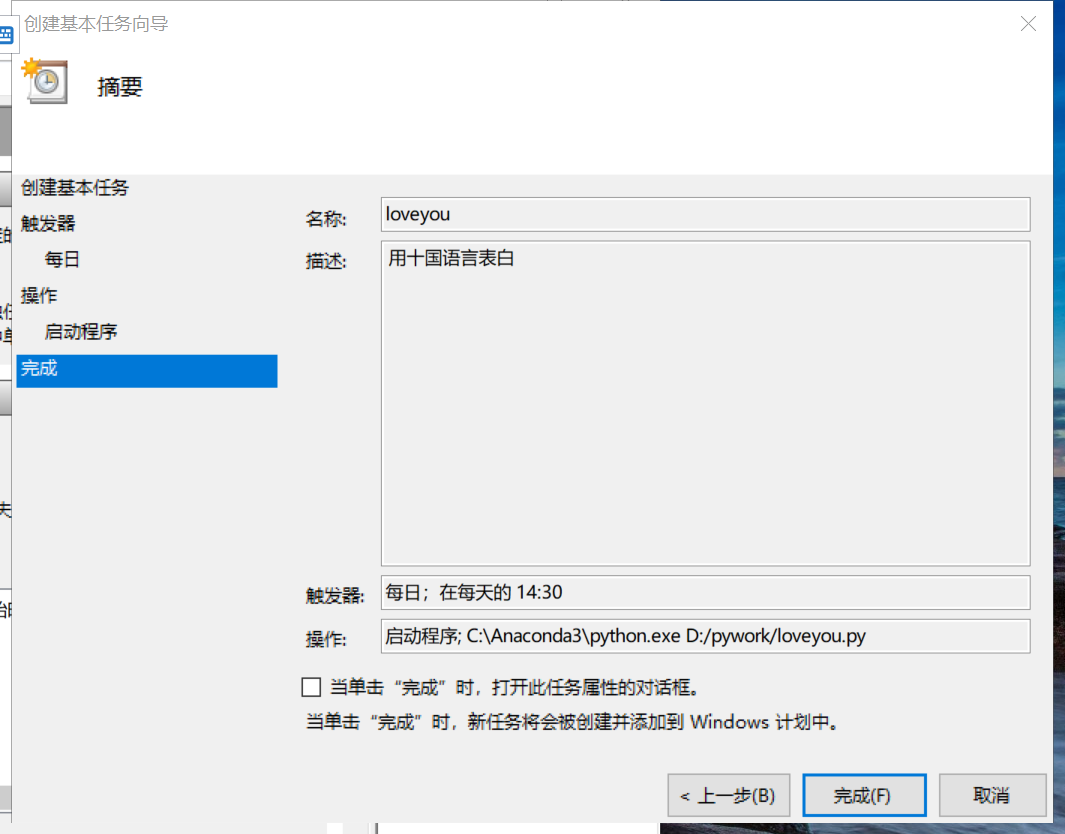 创建基本任务向导
摘要
创建基本任务
触发器
每日
操作
启动程序
完成
名称: loveyou
描述: 用十国语言表白
触发器: 每日；在每天的 14:30
操作: 启动程序; C:\Anaconda3\python.exe D:/pywork/loveyou.py
当单击“完成”时，打开此任务属性的对话框。
当单击“完成”时，新任务将会被创建并添加到 Windows 计划中。
< 上一步(B) 完成(F) 取消